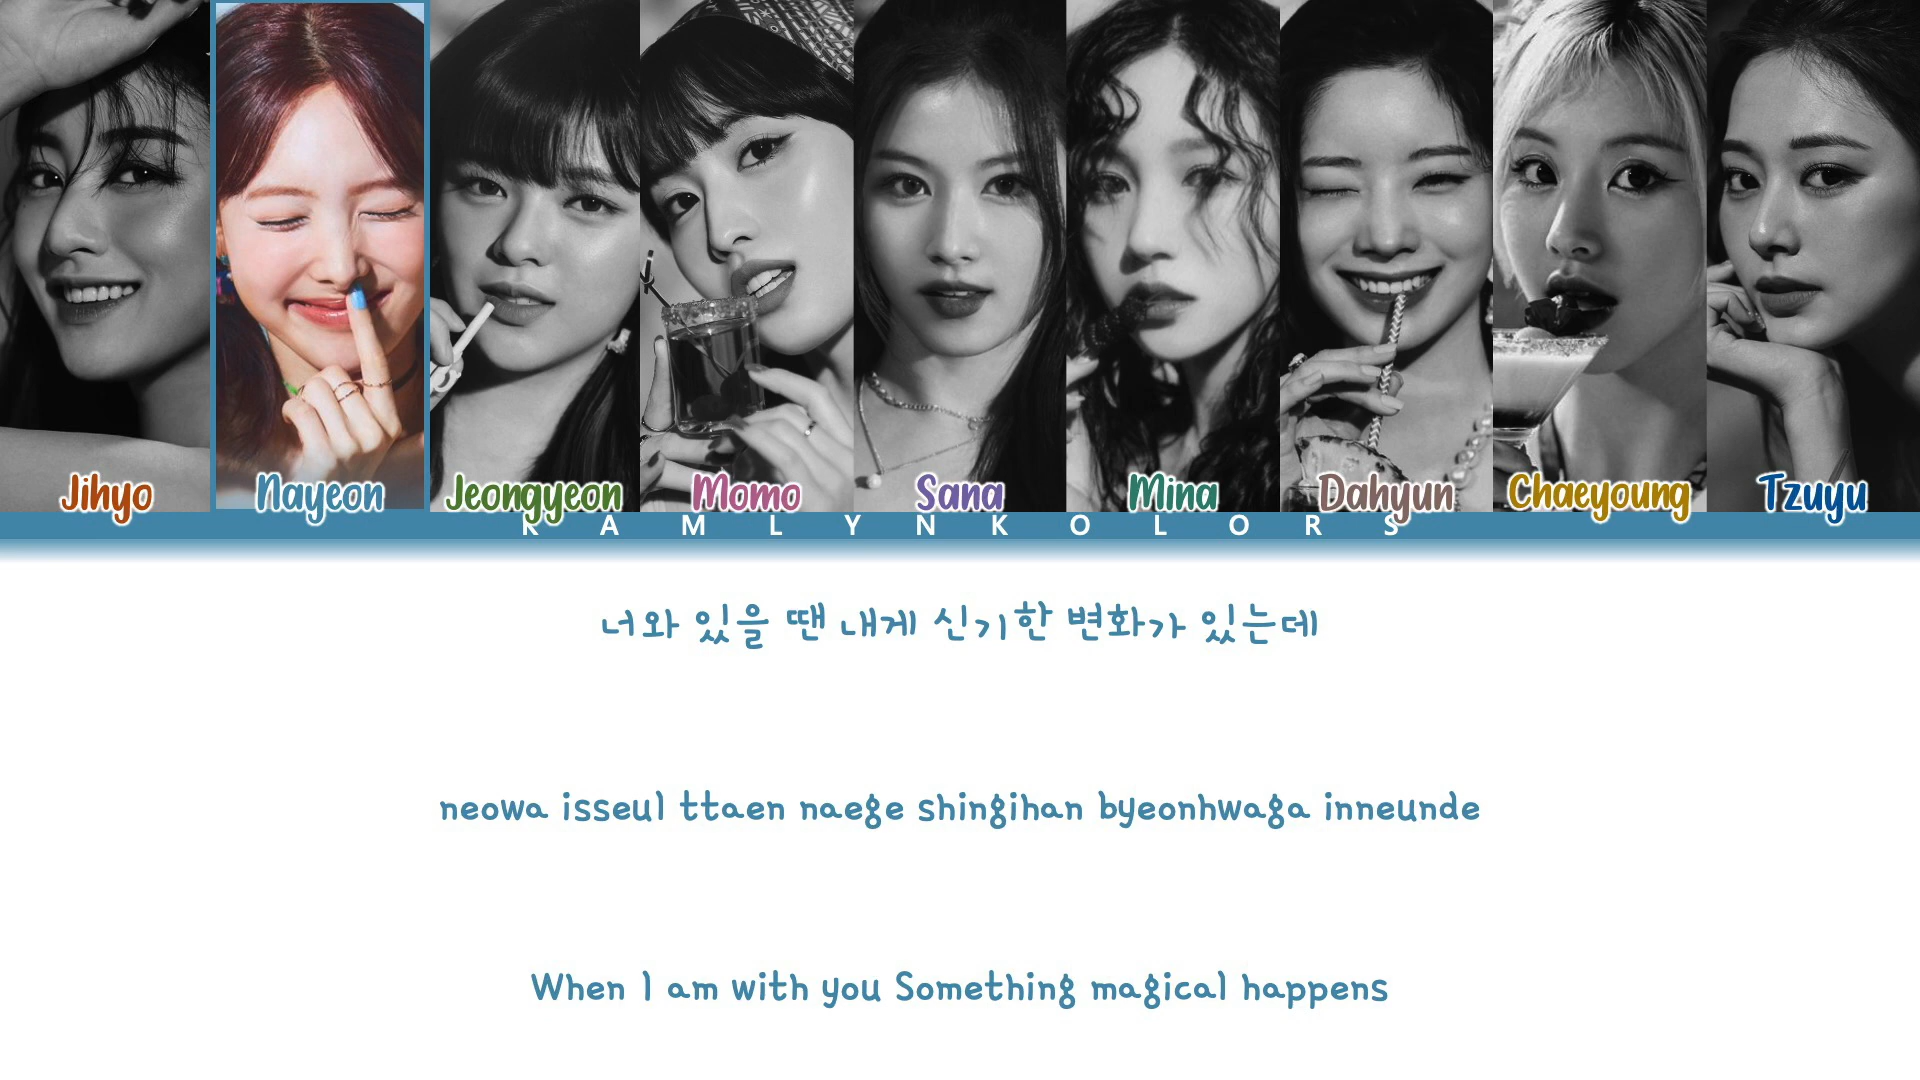 Jihyo Nayeon Jeongyeon Momo Sana Mina Dahyun Chaeyoung Tzuyu
RAMLYNKOLORS
너와 있을 땐 내게 신기한 변화가 있는데
neowa isseul ttaen naege shingihan byeonhwaga inneunde
When I am with you Something magical happens